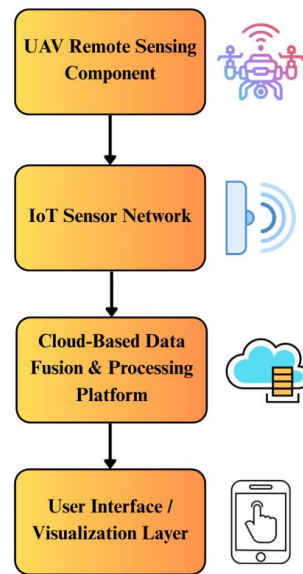 UAV Remote Sensing
Component
IoT Sensor Network
Cloud-Based Data
Fusion & Processing
Platform
User Interface /
Visualization Layer